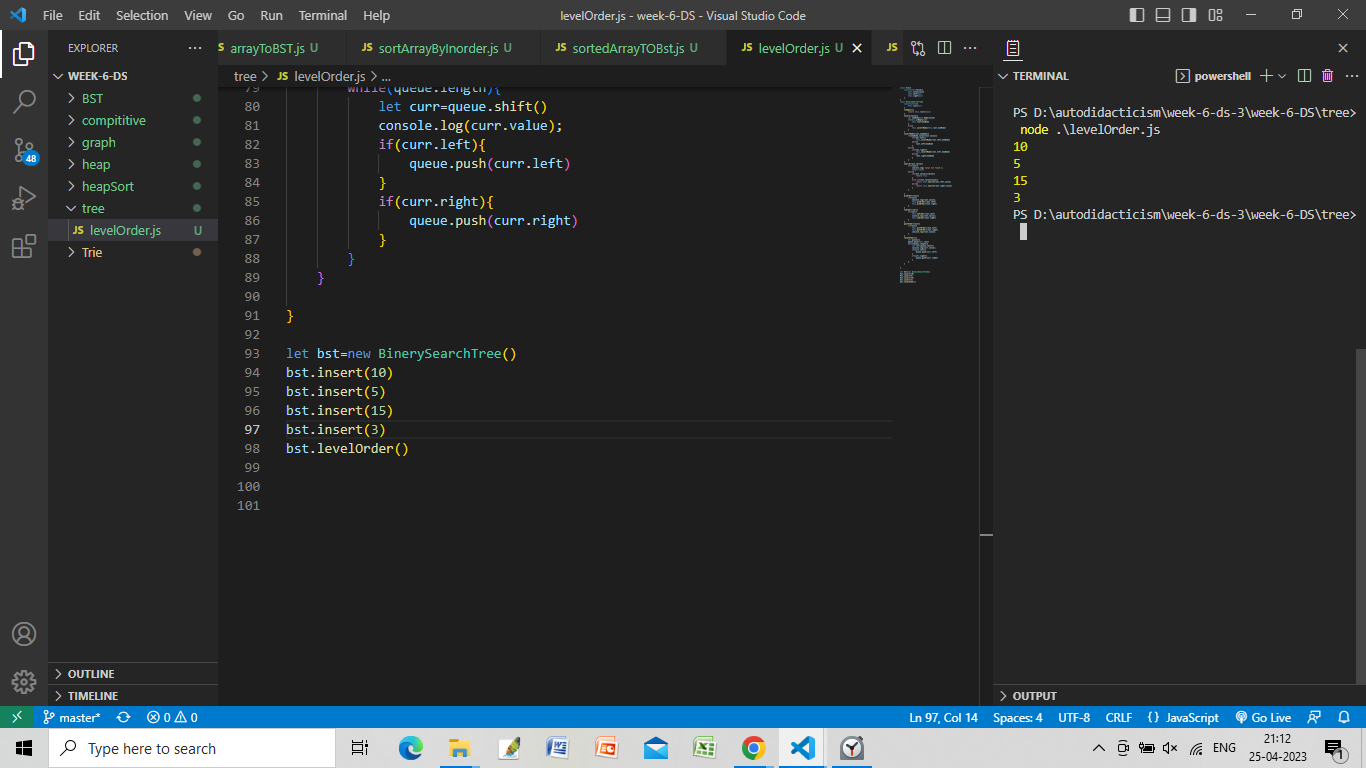 File Edit Selection View Go Run Terminal Help
levelOrder.js - week-6-DS - Visual Studio Code
EXPLORER
WEEK-6-DS
BST
compititive
graph
heap
heapSort
tree
JS levelOrder.js U
Trie
OUTLINE
TIMELINE
48
S arrayToBST.js U
JS sortArrayByInorder.js U
JS sortedArrayTOBst.js U
JS levelOrder.js U
JS
tree > JS levelOrder.js > ...
79 while(queue.length){
80 let curr=queue.shift()
81 console.log(curr.value);
82 if(curr.left){
83 queue.push(curr.left)
84 }
85 if(curr.right){
86 queue.push(curr.right)
87 }
88 }
89 }
90
91 }
92
93 let bst=new BinerySearchTree()
94 bst.insert(10)
95 bst.insert(5)
96 bst.insert(15)
97 bst.insert(3)
98 bst.levelOrder()
99
100
101
TERMINAL
powershell
PS D:\autodidacticism\week-6-ds-3\week-6-DS\tree>
node .\levelOrder.js
10
5
15
3
PS D:\autodidacticism\week-6-ds-3\week-6-DS\tree>
OUTPUT
master* 0 0 Ln 97, Col 14 Spaces: 4 UTF-8 CRLF {} JavaScript Go Live
Type here to search
ENG
21:12
25-04-2023
1